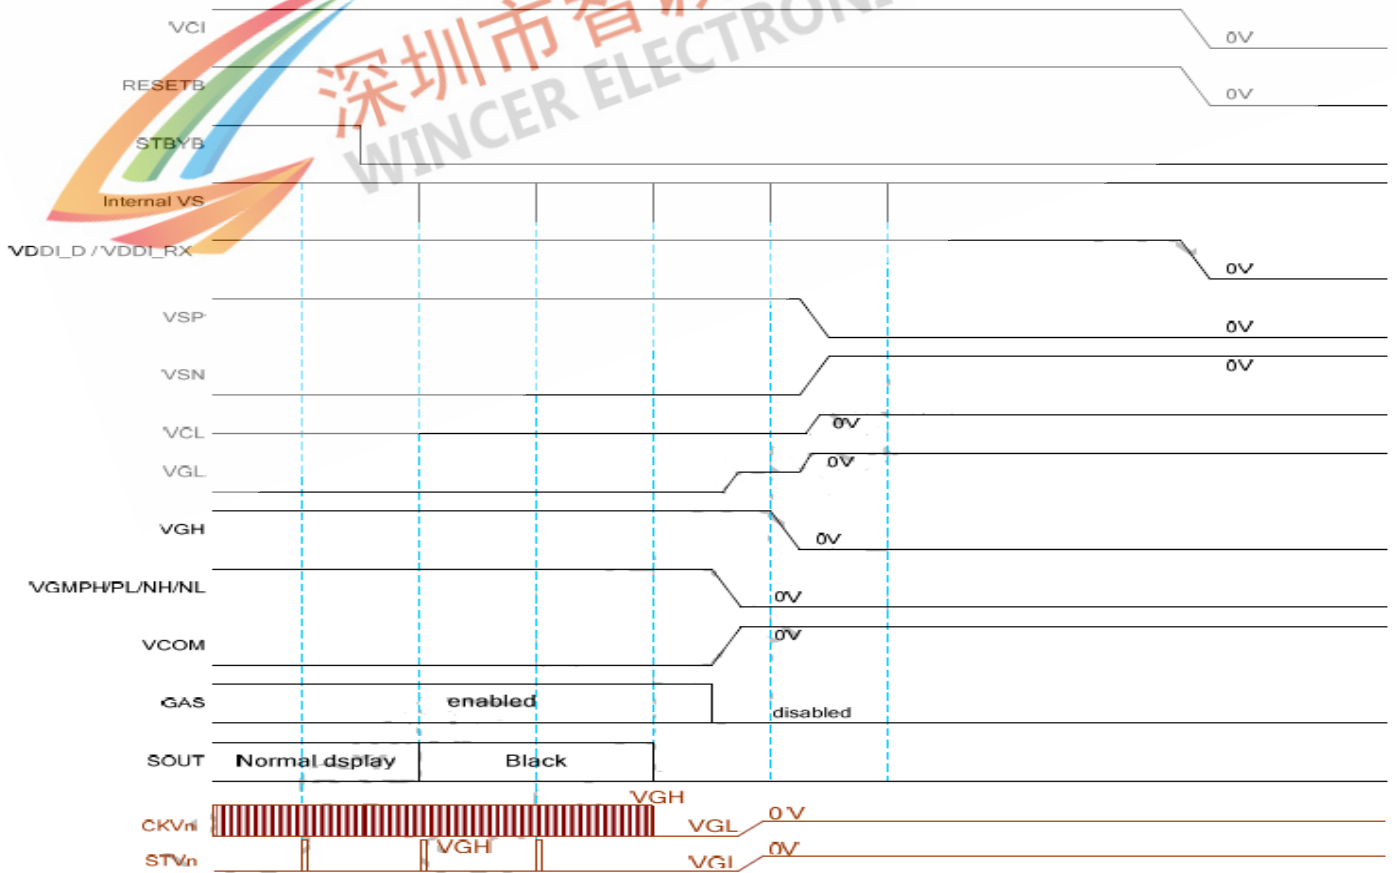 深圳市智
WINCER ELECTRON
VCI
0V
RESETB
0V
STBYB
Internal VS
VDDI_D / VDDI_RX
0V
VSP
0V
VSN
0V
VCL
0V
VGL
0V
VGH
0V
VGMPH/PL/NH/NL
0V
VCOM
0V
GAS
enabled
disabled
SOUT
Normal dsplay
Black
VGH
CKVn
VGL
0V
STVn
VGH
VGL
0V